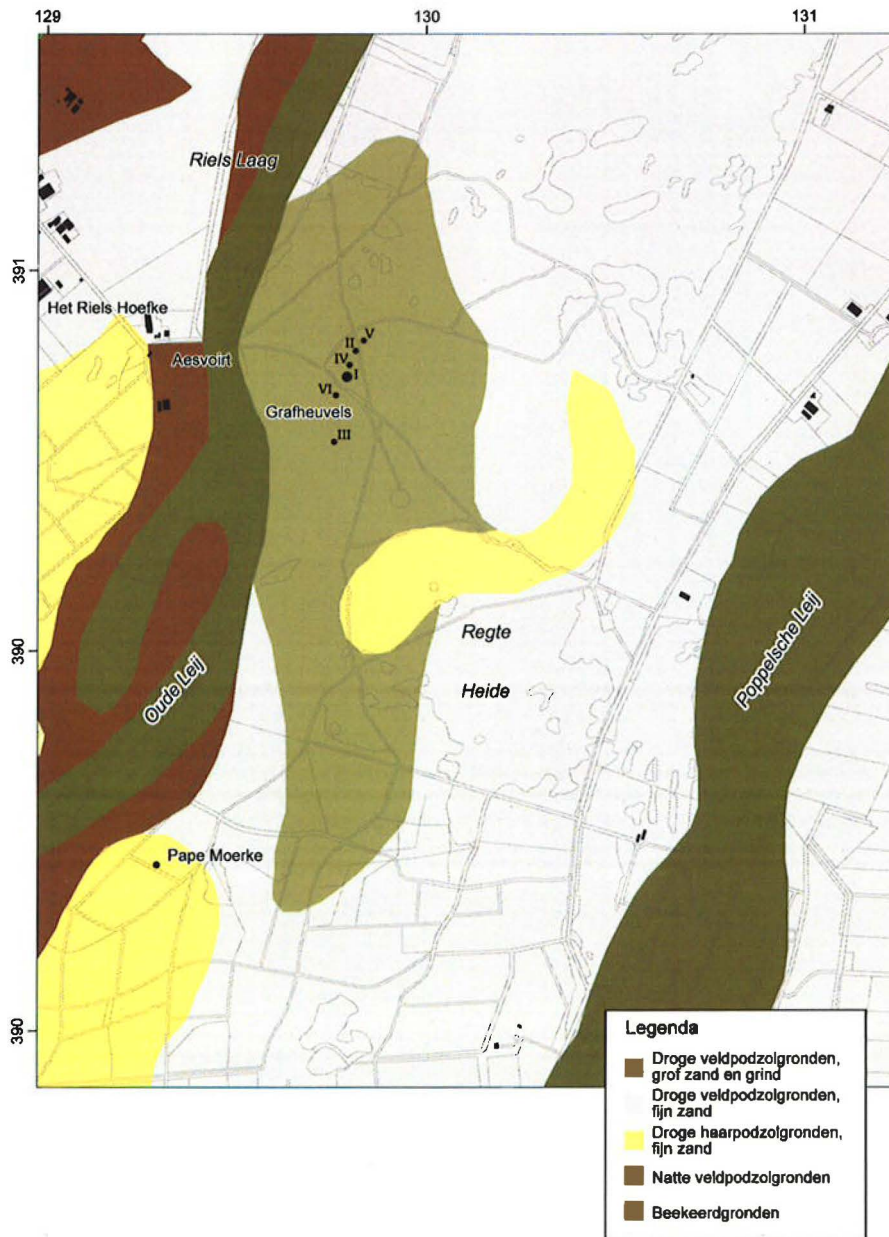 129
130
131
Riels Laag
391
Het Riels Hoefke
Aesvoirt
V
II
IV
I
VI
Grafheuvels
III
390
Regte
Heide
Oude Leij
Poppelsche Leij
Pape Moerke
390
Legenda
Droge veldpodzolgronden,
grof zand en grind
Droge veldpodzolgronden,
fijn zand
Droge haarpodzolgronden,
fijn zand
Natte veldpodzolgronden
Beekeerdgronden